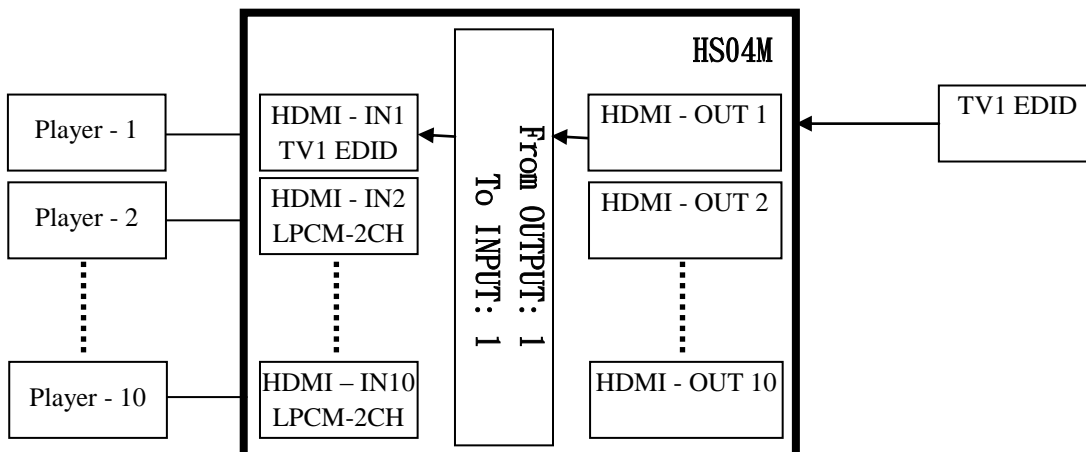 HS04M
Player - 1
HDMI - IN1
TV1 EDID
From OUTPUT: 1
To INPUT: 1
HDMI - OUT 1
TV1 EDID
Player - 2
HDMI - IN2
LPCM-2CH
HDMI - OUT 2
Player - 10
HDMI – IN10
LPCM-2CH
HDMI - OUT 10